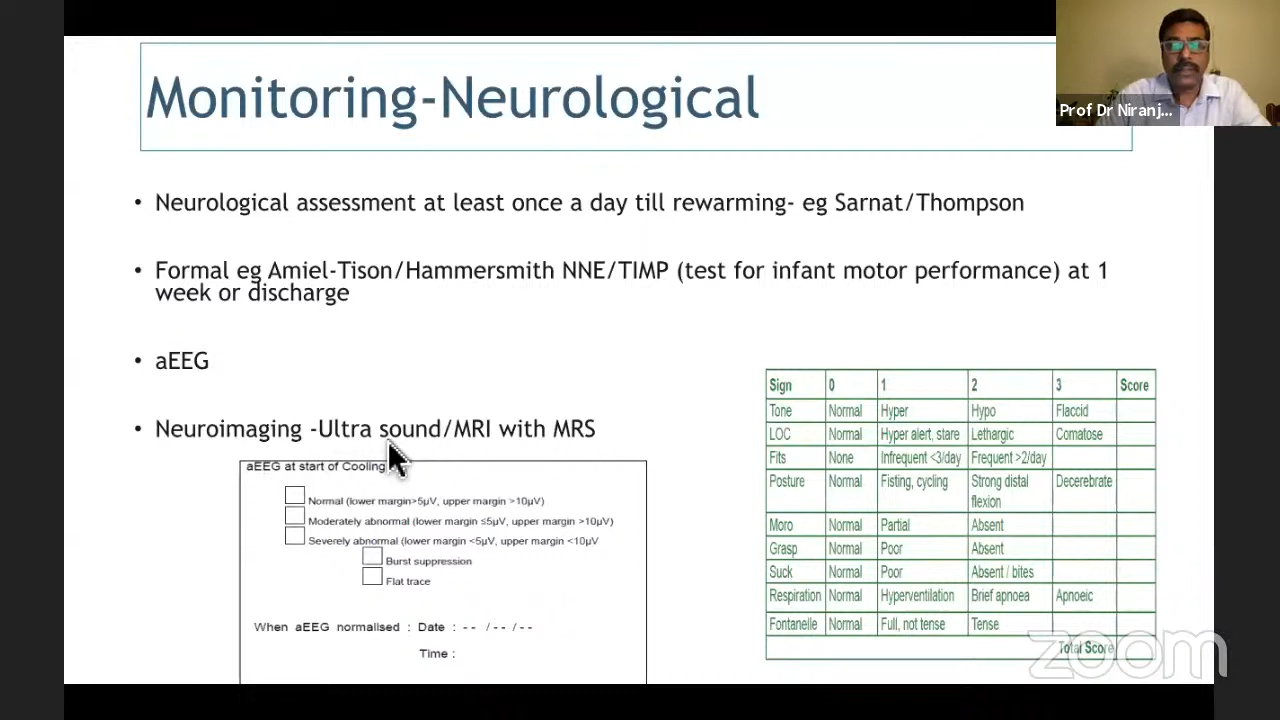 Monitoring-Neurological
Prof Dr Niranj...
• Neurological assessment at least once a day till rewarming- eg Sarnat/Thompson
• Formal eg Amiel-Tison/Hammersmith NNE/TIMP (test for infant motor performance) at 1
week or discharge
• aEEG
• Neuroimaging -Ultra sound/MRI with MRS
aEEG at start of Cooling
Normal (lower margin>5μV, upper margin >10μV)
Moderately abnormal (lower margin ≤5μV, upper margin >10μV)
Severely abnormal (lower margin <5μV, upper margin <10μV
Burst suppression
Flat trace
When aEEG normalised : Date : -- /-- /--
Time :
Sign 0 1 2 3 Score
Tone Normal Hyper Hypo Flaccid
LOC Normal Hyper alert, stare Lethargic Comatose
Fits None Infrequent <3/day Frequent >2/day
Posture Normal Fisting, cycling Strong distal Decerebrate
flexion
Moro Normal Partial Absent
Grasp Normal Poor Absent
Suck Normal Poor Absent / bites
Respiration Normal Hyperventilation Brief apnoea Apnoeic
Fontanelle Normal Full, not tense Tense
Total Score
zoom